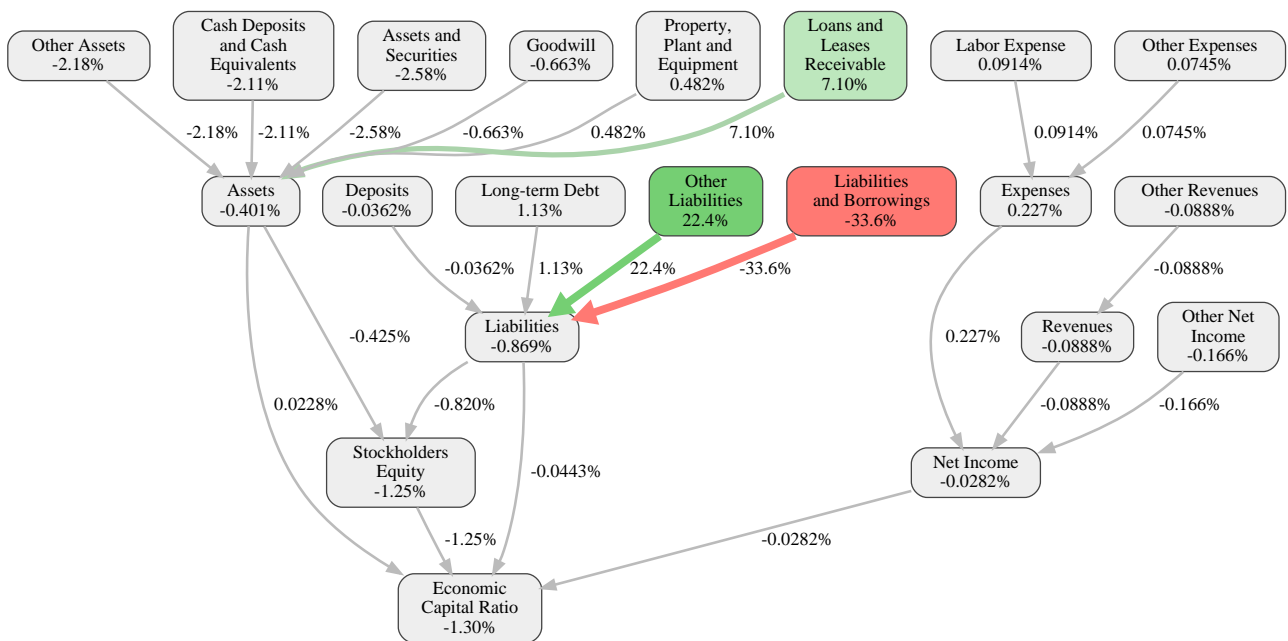 Other Assets
-2.18%
Cash Deposits
and Cash
Equivalents
-2.11%
Assets and
Securities
-2.58%
Goodwill
-0.663%
Property,
Plant and
Equipment
0.482%
Loans and
Leases
Receivable
7.10%
Labor Expense
0.0914%
Other Expenses
0.0745%
-2.18%
-2.11%
-2.58%
-0.663%
0.482%
7.10%
0.0914%
0.0745%
Assets
-0.401%
Deposits
-0.0362%
Long-term Debt
1.13%
Other
Liabilities
22.4%
Liabilities
and Borrowings
-33.6%
Expenses
0.227%
Other Revenues
-0.0888%
-0.0362%
1.13%
22.4%
-33.6%
-0.0888%
-0.425%
Liabilities
-0.869%
0.227%
Revenues
-0.0888%
Other Net
Income
-0.166%
0.0228%
-0.820%
-0.0888%
-0.166%
Stockholders
Equity
-1.25%
-0.0443%
Net Income
-0.0282%
-1.25%
-0.0282%
Economic
Capital Ratio
-1.30%